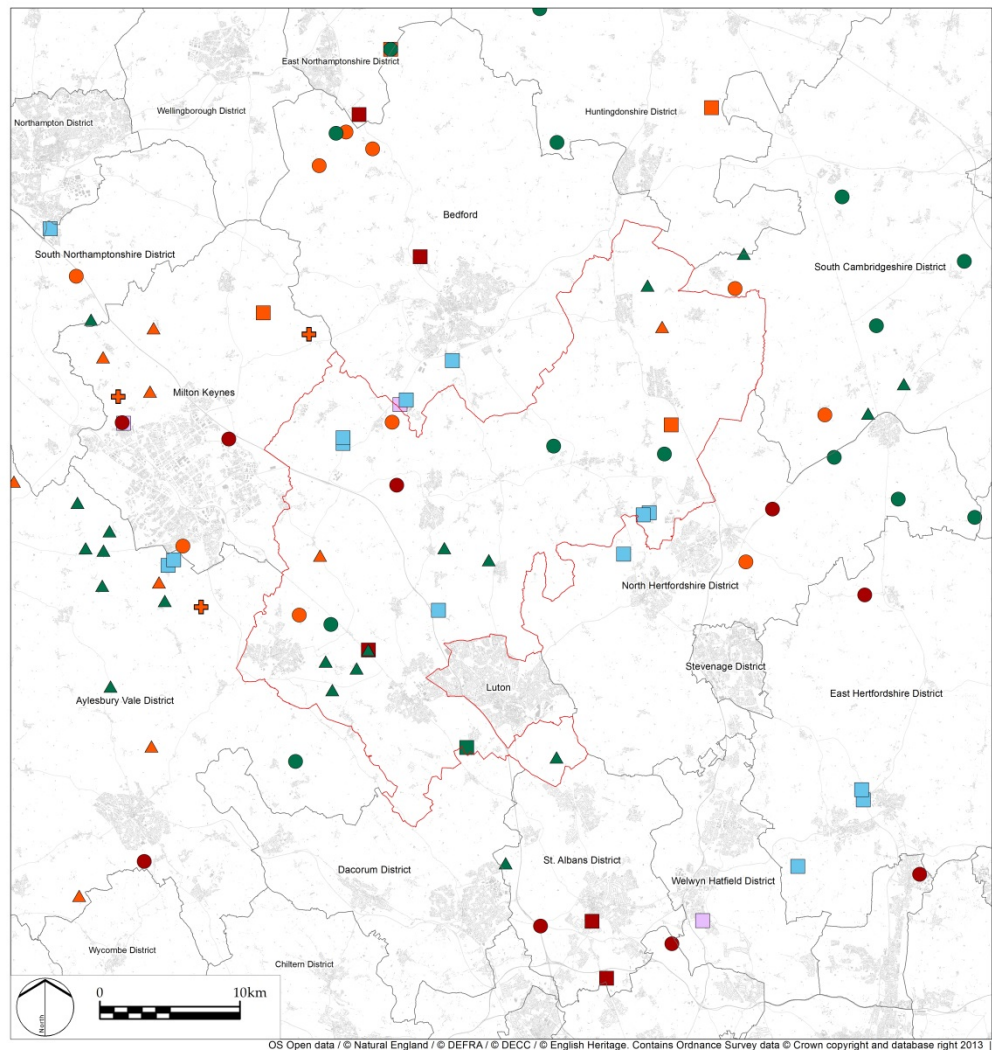 East Northamptonshire District
Wellingborough District
Huntingdonshire District
Northampton District
Bedford
South Northamptonshire District
South Cambridgeshire District
Milton Keynes
North Hertfordshire District
Stevenage District
Luton
East Hertfordshire District
Aylesbury Vale District
St. Albans District
Dacorum District
Welwyn Hatfield District
Wycombe District
Chiltern District
North
0 10km
OS Open data / © Natural England / © DEFRA / © DECC / © English Heritage. Contains Ordnance Survey data © Crown copyright and database right 2013 |